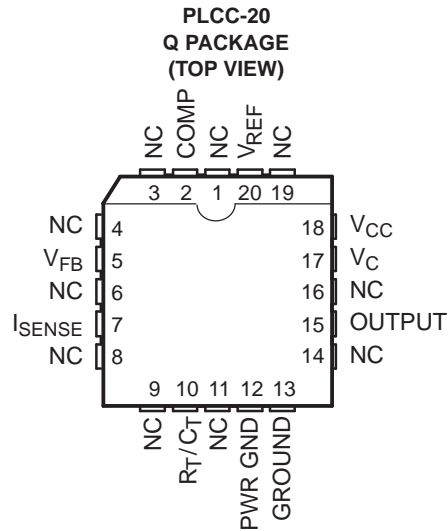 PLCC-20
Q PACKAGE
(TOP VIEW)
NC
COMP
NC
VREF
NC
3 2 1 20 19
NC 4
VFB 5
NC 6
ISENSE 7
NC 8
18 VCC
17 VC
16 NC
15 OUTPUT
14 NC
9 10 11 12 13
NC
RT/CT
NC
PWR GND
GROUND